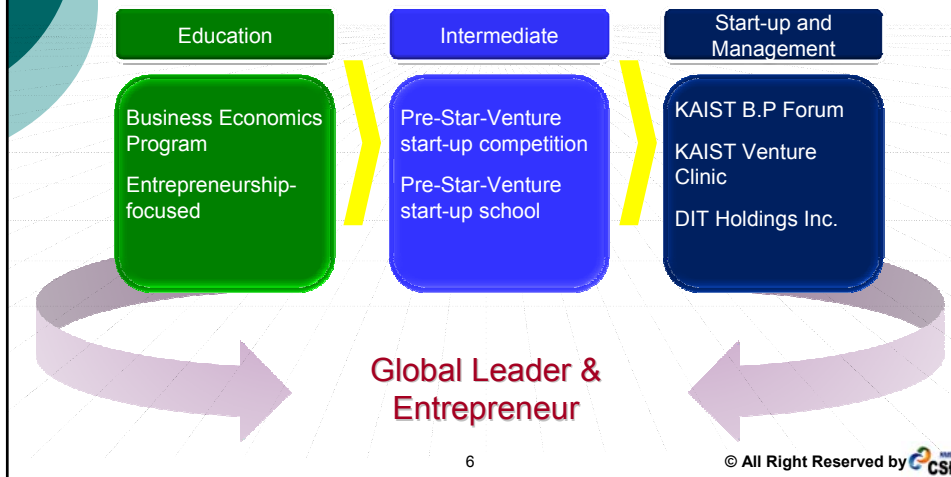 Education
Business Economics
Program
Entrepreneurship-
focused
Intermediate
Pre-Star-Venture
start-up competition
Pre-Star-Venture
start-up school
Start-up and
Management
KAIST B.P Forum
KAIST Venture
Clinic
DIT Holdings Inc.
Global Leader &
Entrepreneur
6
© All Right Reserved by